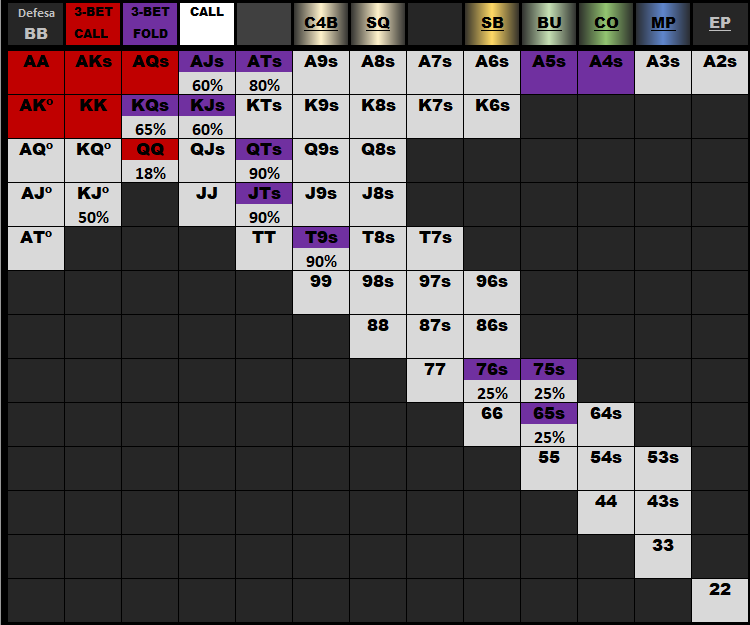 Defesa BB 3-BET CALL 3-BET FOLD CALL C4B SQ SB BU CO MP EP
AA AKs AQs AJs 60% ATs 80% A9s A8s A7s A6s A5s A4s A3s A2s
AKº KK KQs 65% KJs 60% KTs K9s K8s K7s K6s
AQº KQº QQ 18% QJs QTs 90% Q9s Q8s
AJº KJº 50% JJ JTs 90% J9s J8s
ATº TT T9s 90% T8s T7s
99 98s 97s 96s
88 87s 86s
77 76s 25% 75s 25%
66 65s 25% 64s
55 54s 53s
44 43s
33
22